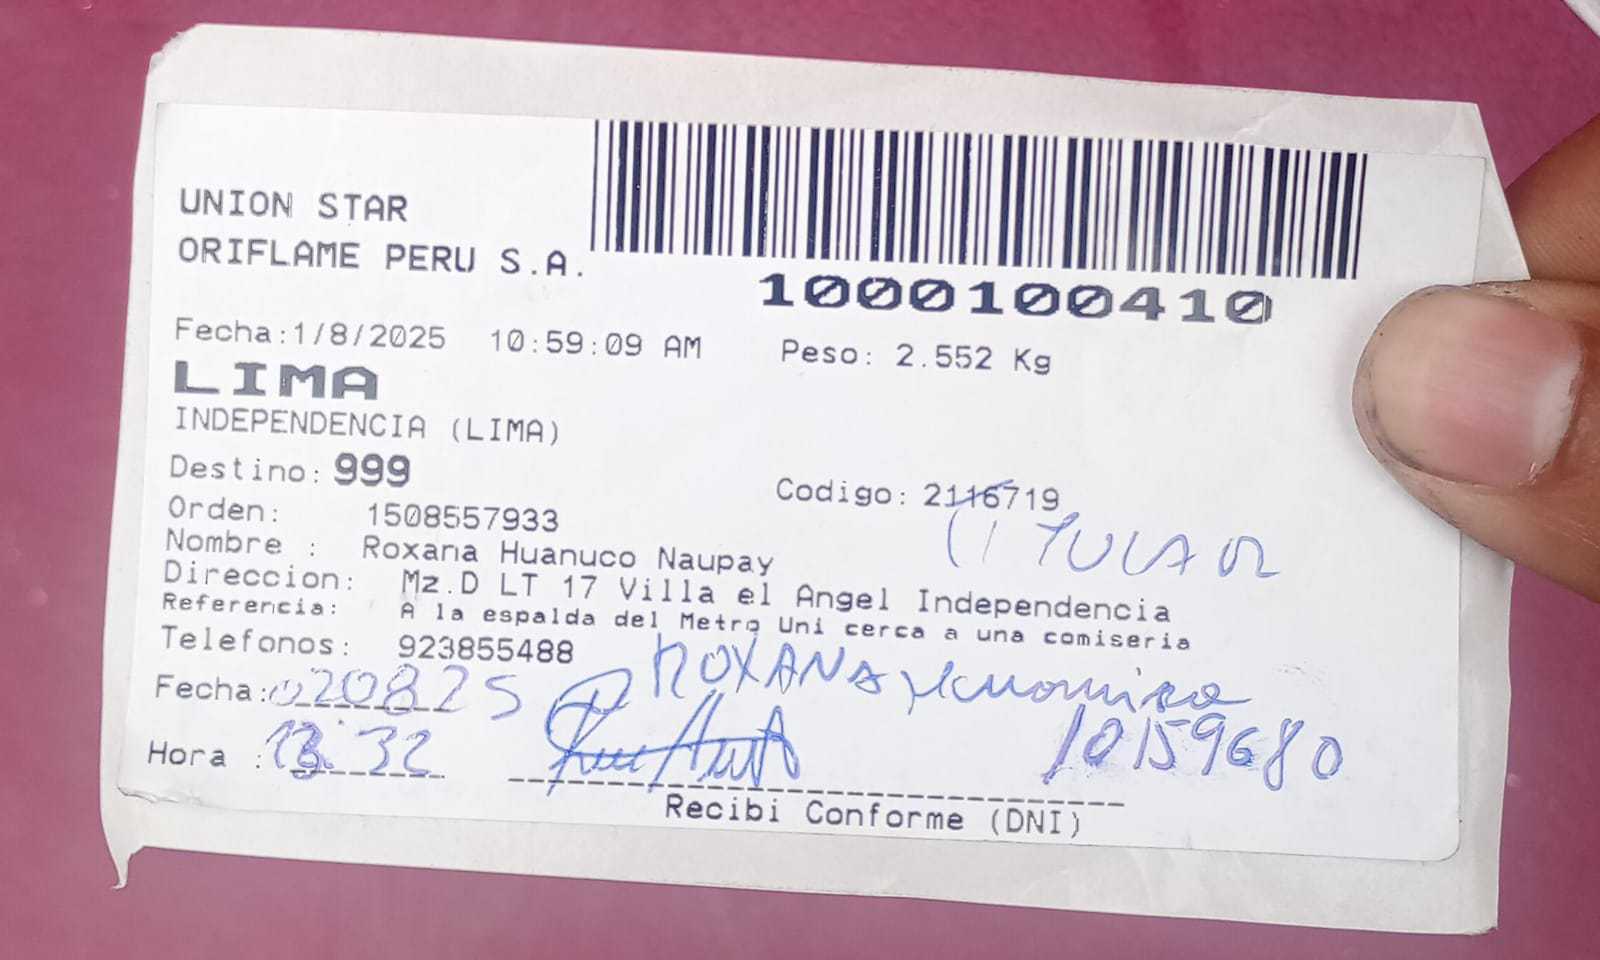 UNION STAR
ORIFLAME PERU S.A.
1000100410
Fecha:1/8/2025 10:59:09 AM Peso: 2.552 Kg
LIMA
INDEPENDENCIA (LIMA)
Destino: 999 Codigo: 2116719
Orden: 1508557933
TITULAR
Nombre : Roxana Huanuco Naupay
Direccion: Mz.D LT 17 Villa el Angel Independencia
Referencia: A la espalda del Metro Uni cerca a una comiseria
Telefonos: 923855488
ROXANA
Fecha: 020825
10159680
Hora : 13:32
Recibi Conforme (DNI)